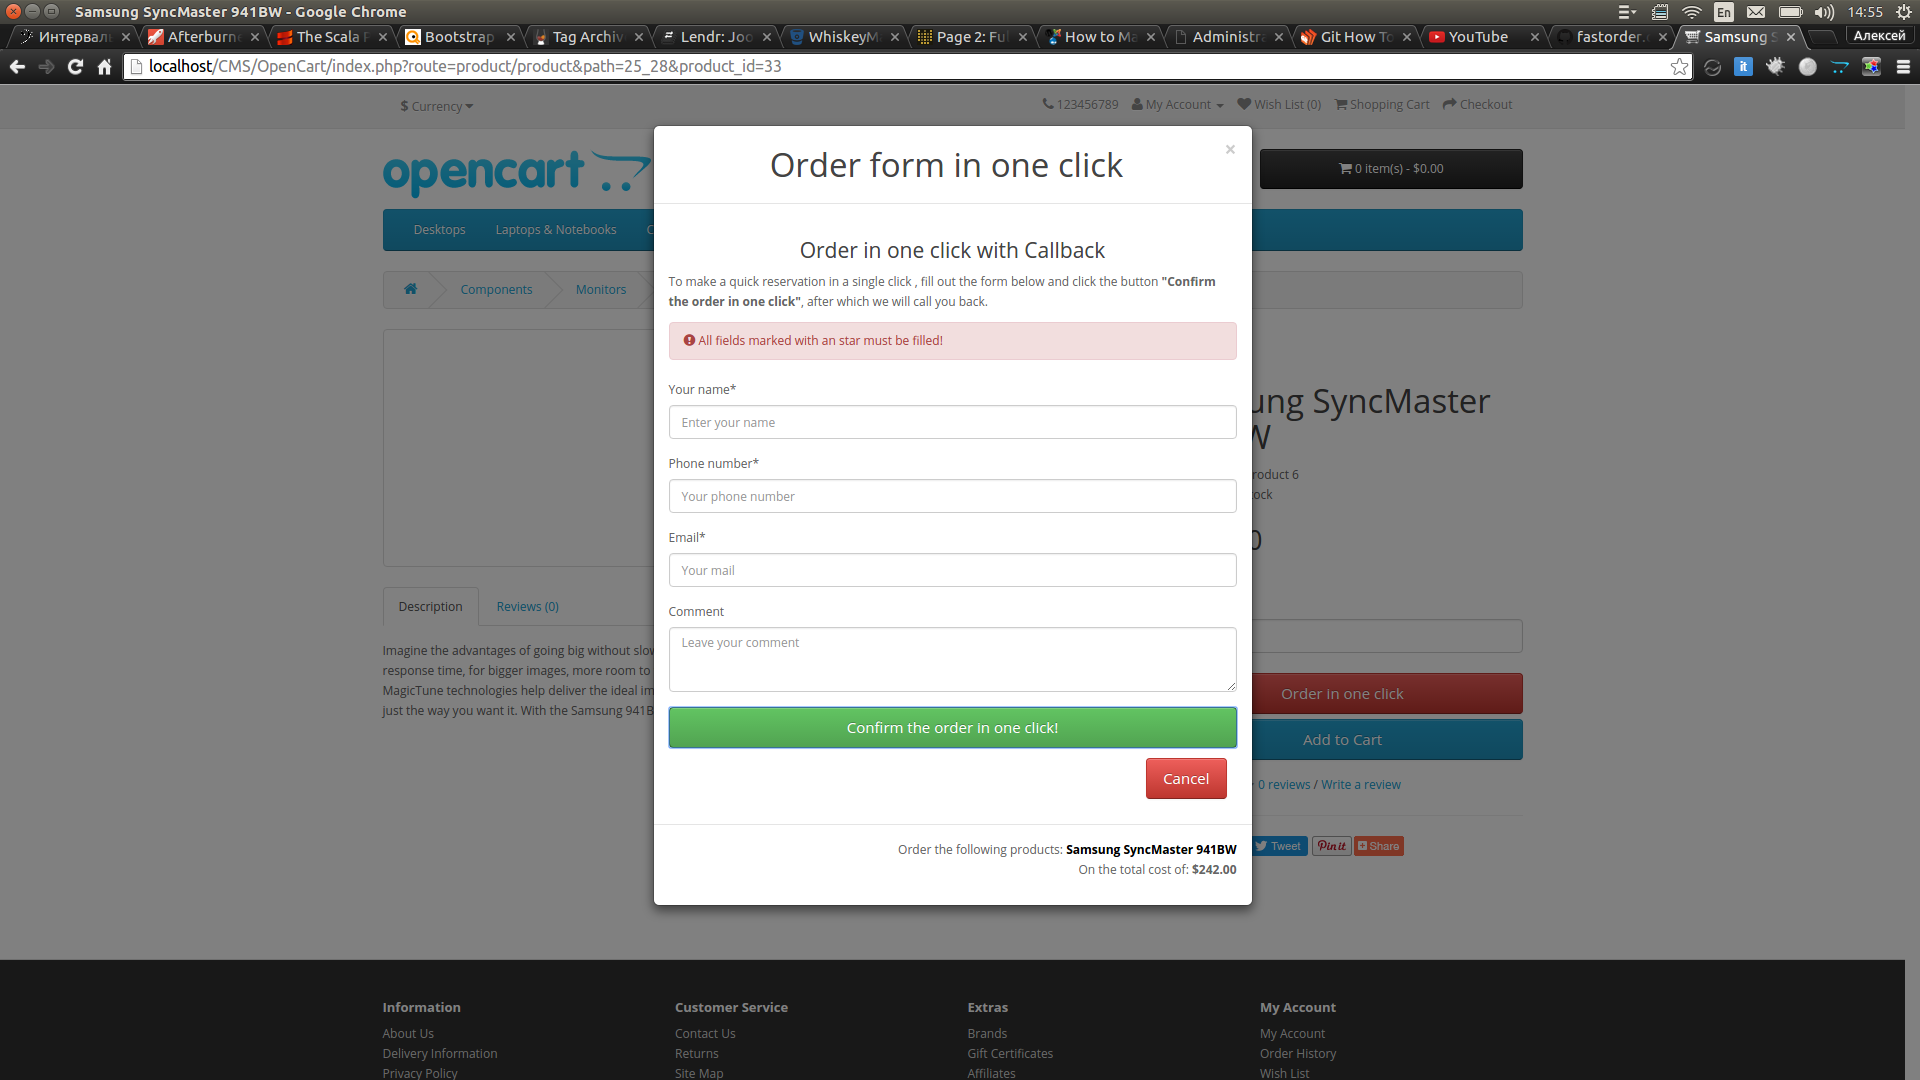 Samsung SyncMaster 941BW - Google Chrome
En 14:55
Интервал
Afterburne
The Scala
Bootstrap
Tag Archiv
Lendr: Joo
WhiskeyM
Page 2: Fu
How to Ma
Administra
Git How To
YouTube
fastorder.
Samsung S
Алексей
localhost/CMS/OpenCart/index.php?route=product/product&path=25_28&product_id=33
$ Currency
123456789 My Account Wish List (0) Shopping Cart Checkout
opencart
0 item(s) - $0.00
Desktops Laptops & Notebooks C
Components Monitors
Order form in one click
×
Order in one click with Callback
To make a quick reservation in a single click , fill out the form below and click the button "Confirm
the order in one click", after which we will call you back.
All fields marked with an star must be filled!
Your name*
Enter your name
Phone number*
Your phone number
Email*
Your mail
Comment
Leave your comment
Confirm the order in one click!
Cancel
Order the following products: Samsung SyncMaster 941BW
On the total cost of: $242.00
ung SyncMaster
W
roduct 6
ock
0
Order in one click
Add to Cart
0 reviews / Write a review
Tweet Pin it Share
Description Reviews (0)
Imagine the advantages of going big without slow
response time, for bigger images, more room to
MagicTune technologies help deliver the ideal im
just the way you want it. With the Samsung 941B
Information
About Us
Delivery Information
Privacy Policy
Customer Service
Contact Us
Returns
Site Map
Extras
Brands
Gift Certificates
Affiliates
My Account
My Account
Order History
Wish List